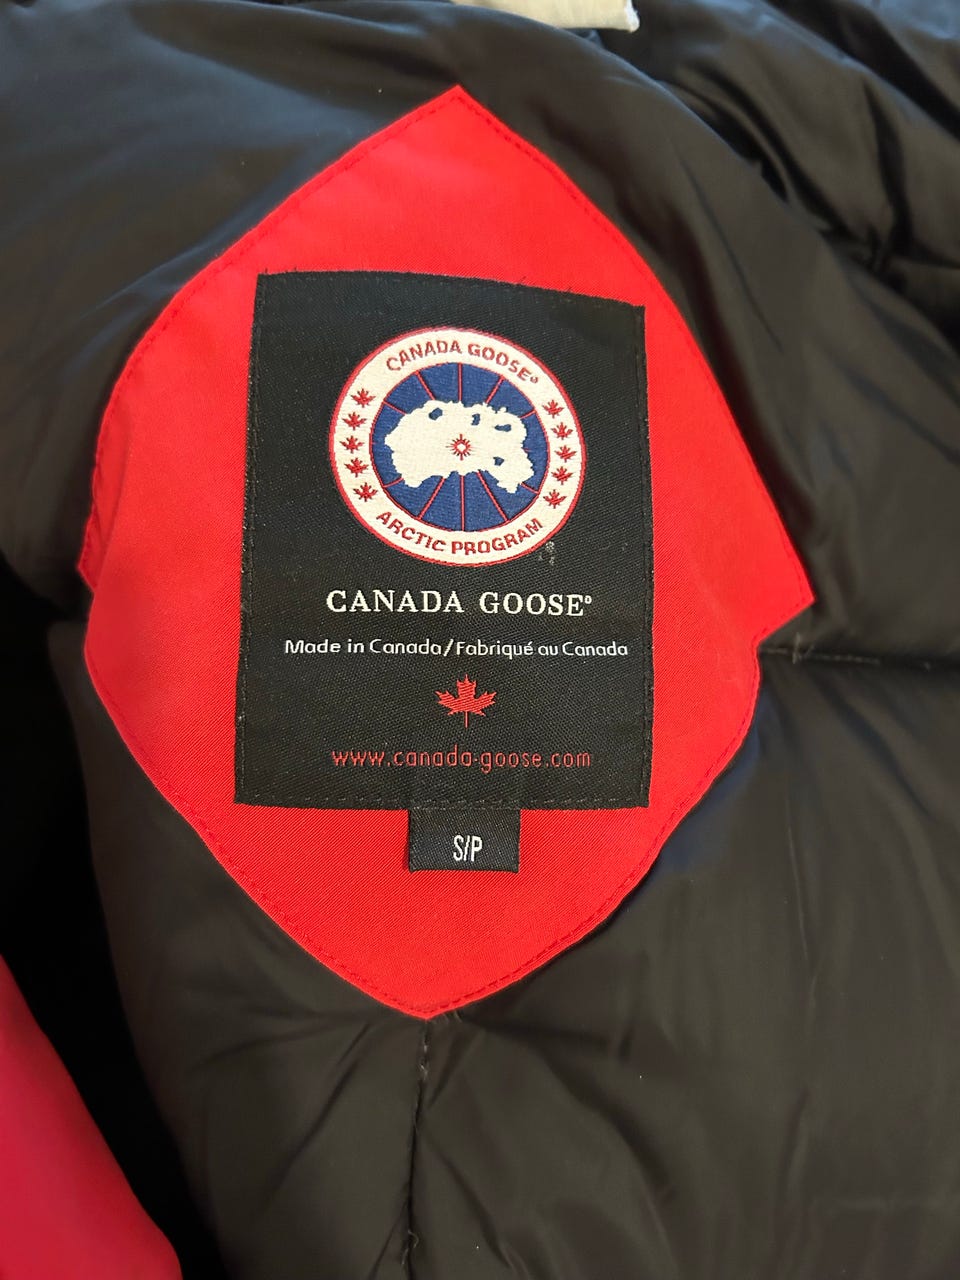 CANADA GOOSE®
ARCTIC PROGRAM
CANADA GOOSE®
Made in Canada/Fabriqué au Canada
www.canada-goose.com
S/P